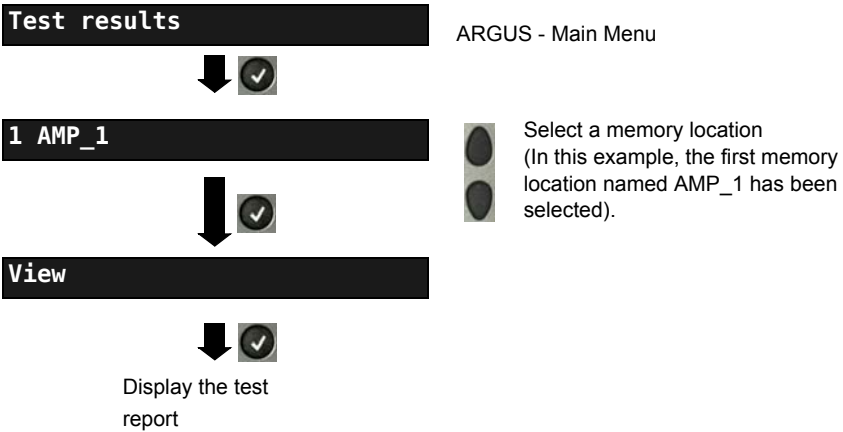 Test results
ARGUS - Main Menu
1 AMP_1
Select a memory location
(In this example, the first memory
location named AMP_1 has been
selected).
View
Display the test
report